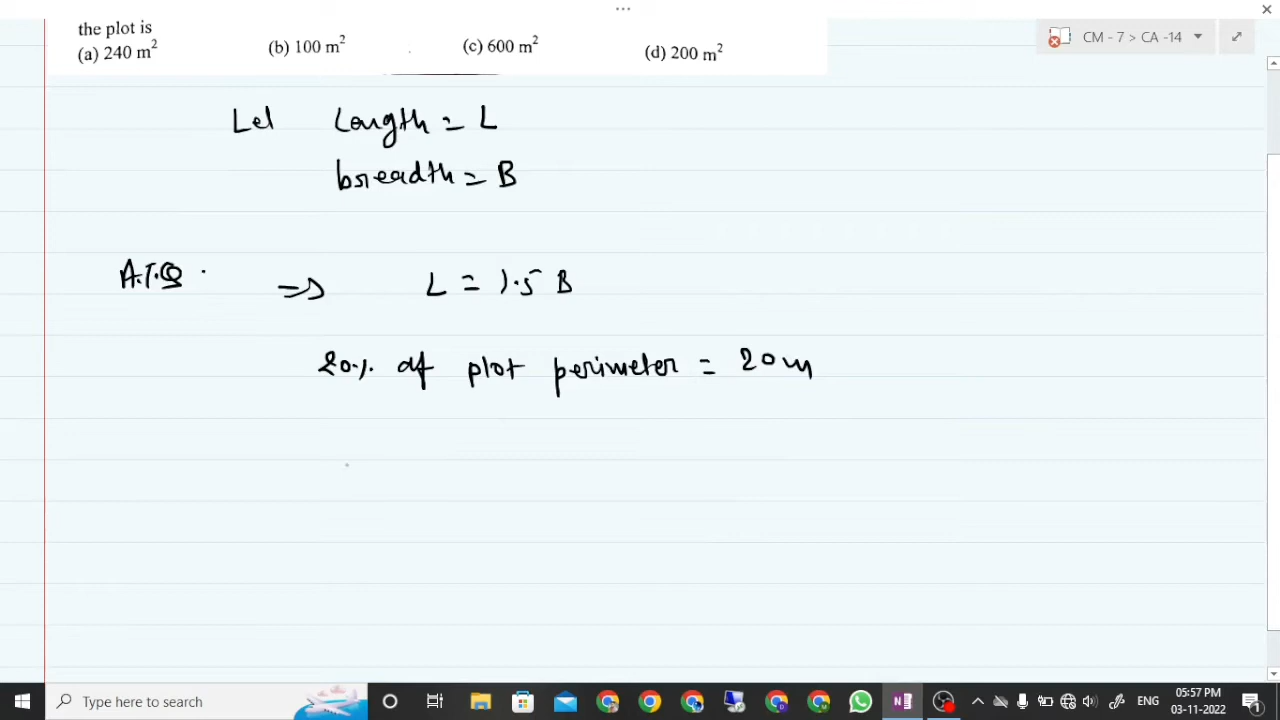 the plot is
(a) 240 m²
(b) 100 m²
(c) 600 m²
(d) 200 m²
CM - 7 > CA -14
Let length = L
breadth = B
A.T.Q. ⇒ L = 1.5 B
20% of plot perimeter = 20 m
Type here to search
ENG
05:57 PM
03-11-2022
1